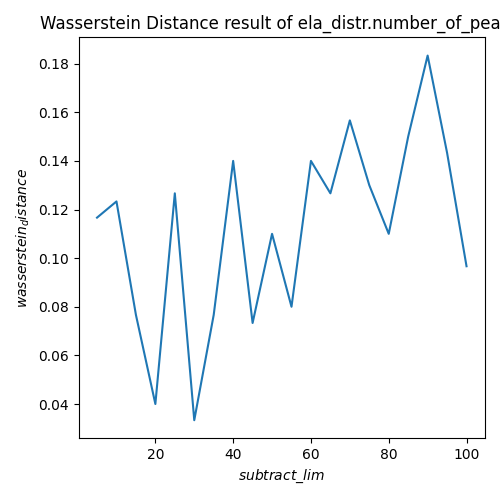 Wasserstein Distance result of ela_distr.number_of_pea
0.18
0.16
0.14
0.12
0.10
0.08
0.06
0.04
wasserstein_distance
20 40 60 80 100
subtract_lim